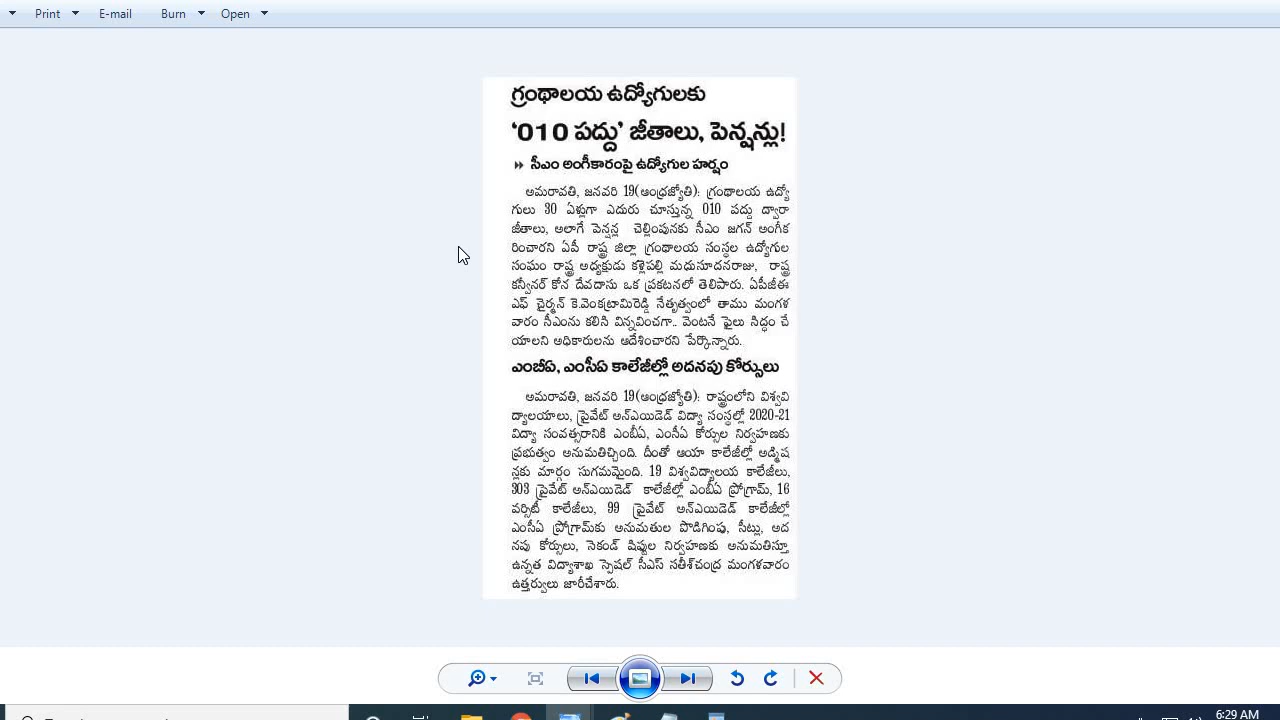 Print
E-mail
Burn
Open
గ్రంథాలయ ఉద్యోగులకు
‘010 పద్దు’ జీతాలు, పెన్షన్లు!
సీఎం అంగీకారంపై ఉద్యోగుల హర్షం
అమరావతి, జనవరి 19(ఆంధ్రజ్యోతి): గ్రంథాలయ ఉద్యో
గులు 30 ఏళ్లుగా ఎదురు చూస్తున్న 010 పద్దు ద్వారా
జీతాలు, అలాగే పెన్షన్ల చెల్లింపునకు సీఎం జగన్ అంగీక
రించారని ఏపీ రాష్ట్ర జిల్లా గ్రంథాలయ సంస్థల ఉద్యోగుల
సంఘం రాష్ట్ర అధ్యక్షుడు కళ్లెపల్లి మధుసూదనరాజు, రాష్ట్ర
కన్వీనర్ కోన దేవదాసు ఒక ప్రకటనలో తెలిపారు. ఏపీజీఈ
ఎఫ్ చైర్మన్ కె.వెంకట్రామిరెడ్డి నేతృత్వంలో తాము మంగళ
వారం సీఎంను కలిసి విన్నవించగా.. వెంటనే ఫైలు సిద్ధం చే
యాలని అధికారులను ఆదేశించారని పేర్కొన్నారు.
ఎంబీఏ, ఎంసీఏ కాలేజీల్లో అదనపు కోర్సులు
అమరావతి, జనవరి 19(ఆంధ్రజ్యోతి): రాష్ట్రంలోని విశ్వవి
ద్యాలయాలు, ప్రైవేట్ అన్ఎయిడెడ్ విద్యా సంస్థల్లో 2020-21
విద్యా సంవత్సరానికి ఎంబీఏ, ఎంసీఏ కోర్సుల నిర్వహణకు
ప్రభుత్వం అనుమతిచ్చింది. దీంతో ఆయా కాలేజీల్లో అడ్మిష
న్లకు మార్గం సుగమమైంది. 19 విశ్వవిద్యాలయ కాలేజీలు,
303 ప్రైవేట్ అన్ఎయిడెడ్ కాలేజీల్లో ఎంబీఏ ప్రోగ్రామ్, 16
వర్సిటీ కాలేజీలు, 99 ప్రైవేట్ అన్ఎయిడెడ్ కాలేజీల్లో
ఎంసీఏ ప్రోగ్రామ్‌కు అనుమతుల పొడిగింపు, సీట్లు, అద
నపు కోర్సులు, సెకండ్ షిఫ్టుల నిర్వహణకు అనుమతిస్తూ
ఉన్నత విద్యాశాఖ స్పెషల్ సీఎస్ సతీశ్‌చంద్ర మంగళవారం
ఉత్తర్వులు జారీచేశారు.
6:29 AM